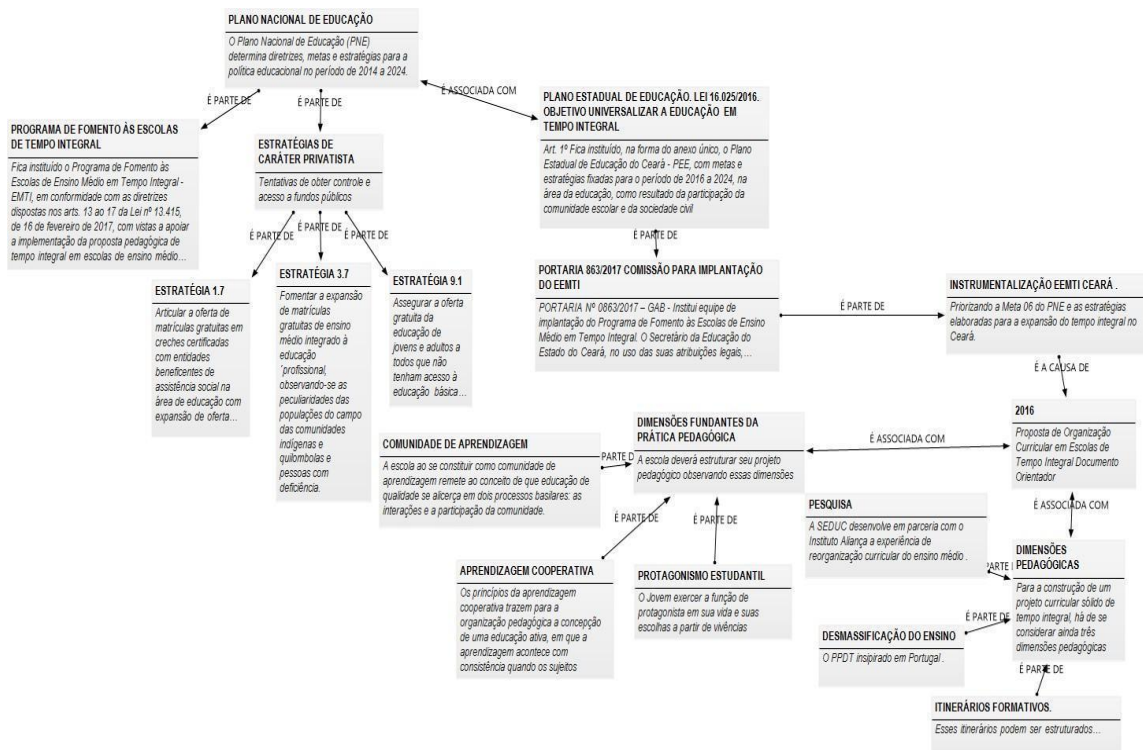 PLANO NACIONAL DE EDUCAÇÃO
O Plano Nacional de Educação (PNE)
determina diretrizes, metas e estratégias para a
política educacional no período de 2014 a 2024.
É PARTE DE
É PARTE DE
É ASSOCIADA COM
PROGRAMA DE FOMENTO ÀS ESCOLAS
DE TEMPO INTEGRAL
Fica instituído o Programa de Fomento às
Escolas de Ensino Médio em Tempo Integral -
EMTI, em conformidade com as diretrizes
dispostas nos arts. 13 ao 17 da Lei nº 13.415,
de 16 de fevereiro de 2017, com vistas a apoiar
a implementação da proposta pedagógica de
tempo integral em escolas de ensino médio...
ESTRATÉGIAS DE
CARATER PRIVATISTA
Tentativas de obter controle e
acesso a fundos públicos
PLANO ESTADUAL DE EDUCAÇÃO. LEI 16.025/2016.
OBJETIVO UNIVERSALIZAR A EDUCAÇÃO EM
TEMPO INTEGRAL
Art. 1º Fica instituído, na forma do anexo único, o Plano
Estadual de Educação do Ceará - PEE, com metas e
estratégias fixadas para o período de 2016 a 2024, na
área da educação, como resultado da participação da
comunidade escolar e da sociedade civil
É PARTE DE
É PARTE DE
É PARTE DE
É PARTE DE
ESTRATÉGIA 1.7
Articular a oferta de
matrículas gratuitas em
creches certificadas
com entidades
beneficentes de
assistência social na
área de educação com
expansão de oferta...
ESTRATÉGIA 3.7
Fomentar a expansão
de matrículas
gratuitas de ensino
médio integrado à
educação
´profissional,
observando-se as
peculiaridades das
populações do campo
das comunidades
indígenas e
quilombolas e
pessoas com
deficiência.
ESTRATÉGIA 9.1
Assegurar a oferta
gratuita da
educação de
jovens e adultos a
todos que não
tenham acesso à
educação básica...
PORTARIA 863/2017 COMISSÃO PARA IMPLANTAÇÃO
DO EEMTI
PORTARIA Nº 0863/2017 – GAB - Institui equipe de
implantação do Programa de Fomento às Escolas de Ensino
Médio em Tempo Integral. O Secretário da Educação do
Estado do Ceará, no uso das suas atribuições legais,...
É PARTE DE
INSTRUMENTALIZAÇÃO EEMTI CEARÁ .
Priorizando a Meta 06 do PNE e as estratégias
elaboradas para a expansão do tempo integral no
Ceará.
É A CAUSA DE
2016
Proposta de Organização
Curricular em Escolas de
Tempo Integral Documento
Orientador
É ASSOCIADA COM
DIMENSÕES FUNDANTES DA
PRÁTICA PEDAGÓGICA
A escola deverá estruturar seu projeto
pedagógico observando essas dimensões
COMUNIDADE DE APRENDIZAGEM
A escola ao se constituir como comunidade de
aprendizagem remete ao conceito de que educação de
qualidade se alicerça em dois processos basilares: as
interações e a participação da comunidade.
PARTE D
É PARTE DE
É PARTE DE
APRENDIZAGEM COOPERATIVA
Os princípios da aprendizagem
cooperativa trazem para a
organização pedagógica a concepção
de uma educação ativa, em que a
aprendizagem acontece com
consistência quando os sujeitos
PROTAGONISMO ESTUDANTIL
O Jovem exercer a função de
protagonista em sua vida e suas
escolhas a partir de vivências
É ASSOCIADA COM
PESQUISA
A SEDUC desenvolve em parceria com o
Instituto Aliança a experiência de
reorganização curricular do ensino médio .
PARTE
DIMENSÕES
PEDAGÓGICAS
Para a construção de um
projeto curricular sólido de
tempo integral, há de se
considerar ainda três
dimensões pedagógicas
É PARTE DE
DESMASSIFICAÇÃO DO ENSINO
O PPDT insipirado em Portugal .
É PARTE DE
ITINERÁRIOS FORMATIVOS.
Esses itinerários podem ser estruturados...